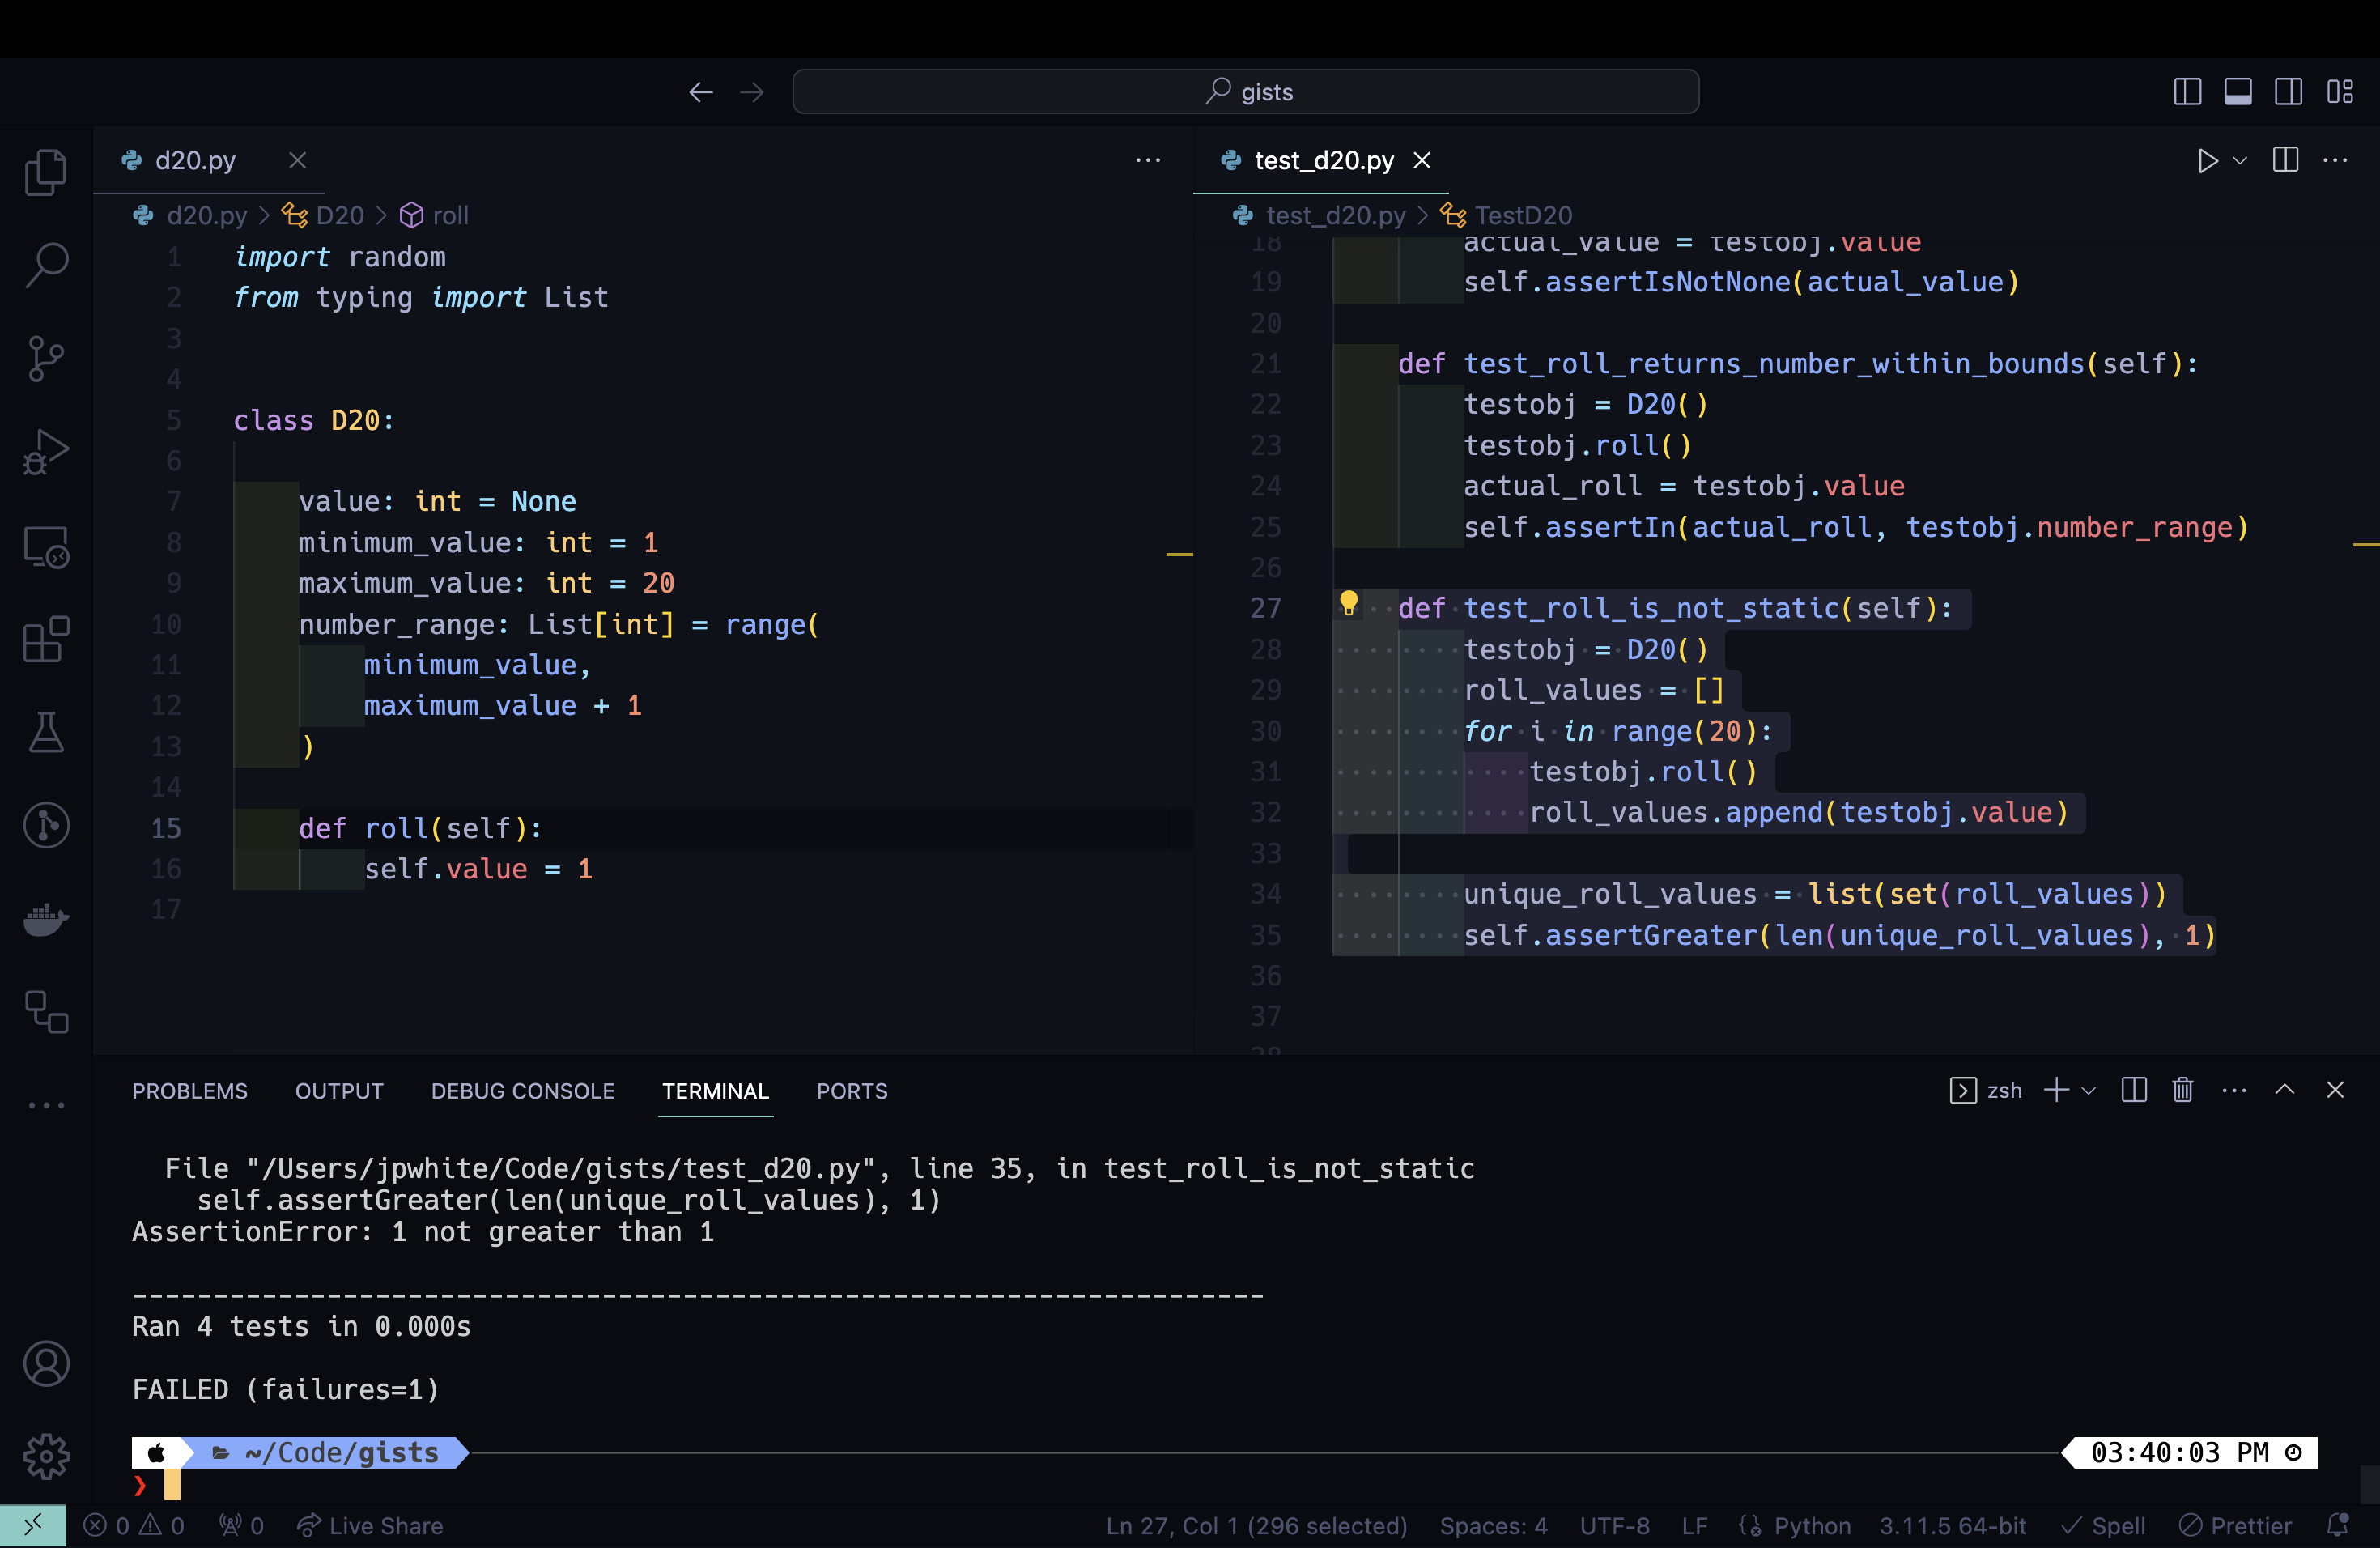 gists
d20.py
d20.py > D20 > roll
1 import random
2 from typing import List
3
4
5 class D20:
6
7 value: int = None
8 minimum_value: int = 1
9 maximum_value: int = 20
10 number_range: List[int] = range(
11 minimum_value,
12 maximum_value + 1
13 )
14
15 def roll(self):
16 self.value = 1
17
test_d20.py
test_d20.py > TestD20
18 actual_value = testobj.value
19 self.assertIsNotNone(actual_value)
20
21 def test_roll_returns_number_within_bounds(self):
22 testobj = D20()
23 testobj.roll()
24 actual_roll = testobj.value
25 self.assertIn(actual_roll, testobj.number_range)
26
27 def test_roll_is_not_static(self):
28 testobj = D20()
29 roll_values = []
30 for i in range(20):
31 testobj.roll()
32 roll_values.append(testobj.value)
33
34 unique_roll_values = list(set(roll_values))
35 self.assertGreater(len(unique_roll_values), 1)
36
37
38
PROBLEMS OUTPUT DEBUG CONSOLE TERMINAL PORTS zsh
File "/Users/jpwhite/Code/gists/test_d20.py", line 35, in test_roll_is_not_static
self.assertGreater(len(unique_roll_values), 1)
AssertionError: 1 not greater than 1
----------------------------------------------------------------------
Ran 4 tests in 0.000s
FAILED (failures=1)
~/Code/gists 03:40:03 PM
❯
0 0 0 Live Share Ln 27, Col 1 (296 selected) Spaces: 4 UTF-8 LF Python 3.11.5 64-bit Spell Prettier